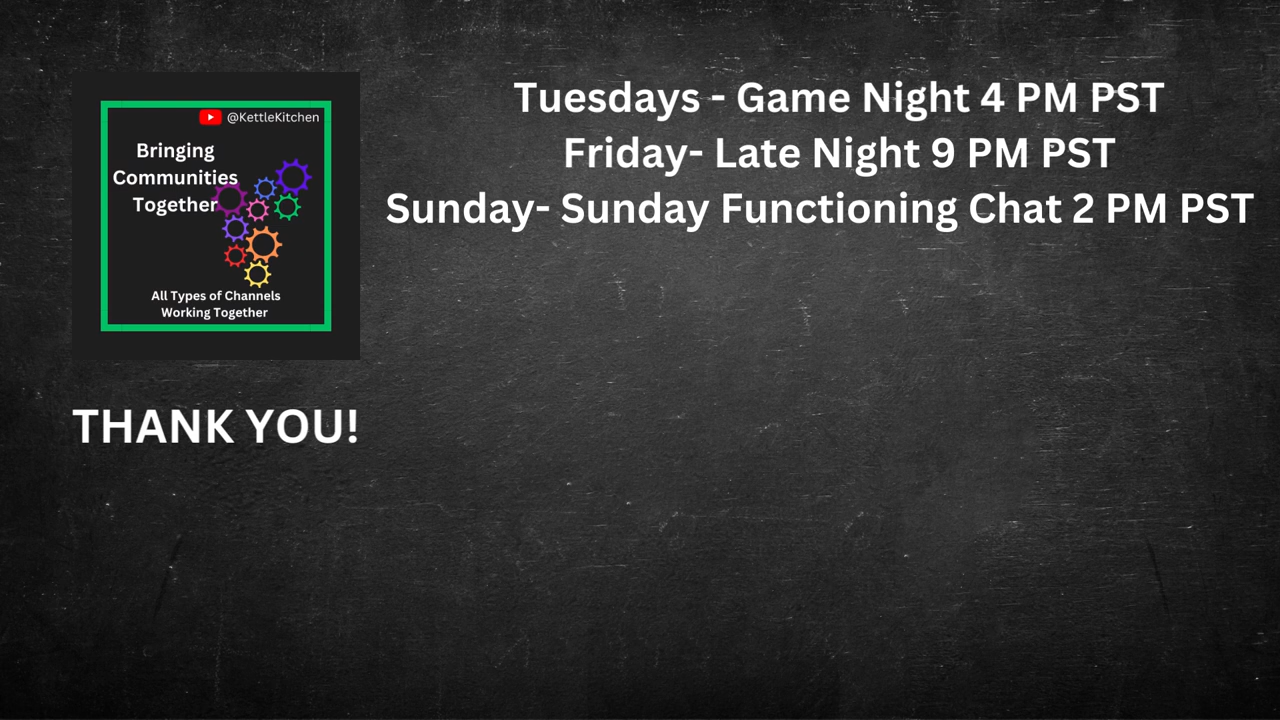 @KettleKitchen
Bringing
Communities
Together
All Types of Channels
Working Together
THANK YOU!
Tuesdays - Game Night 4 PM PST
Friday- Late Night 9 PM PST
Sunday- Sunday Functioning Chat 2 PM PST